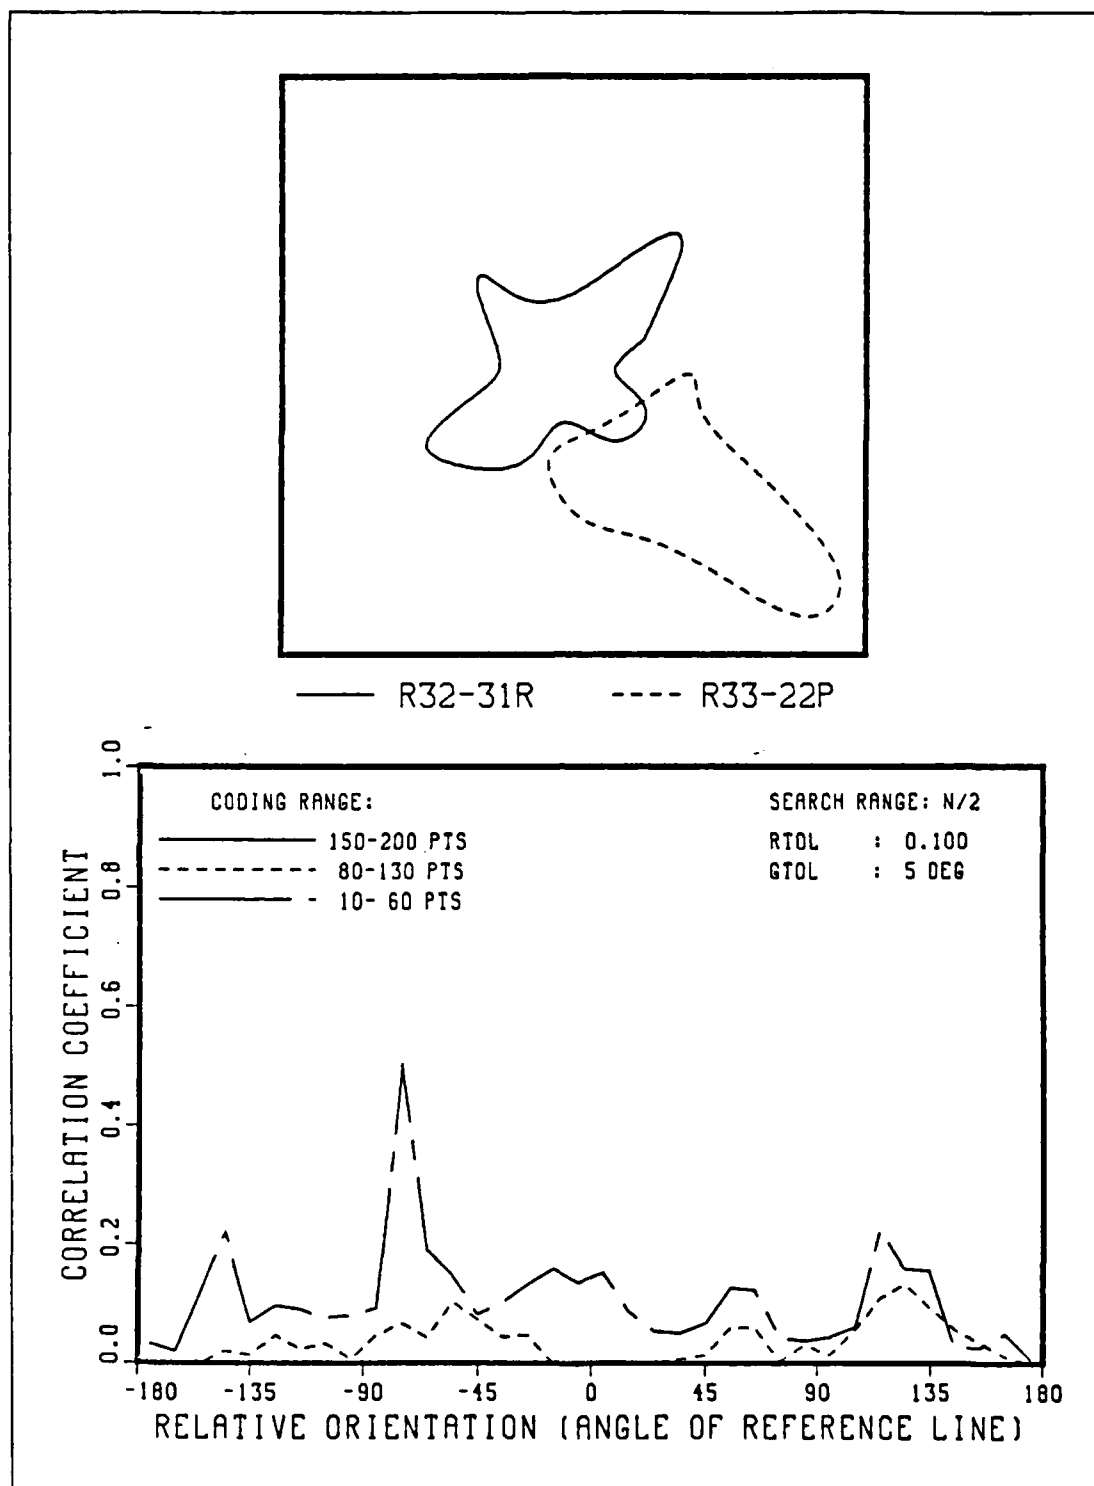 R32-31R R33-22P
1.0
0.8
0.6
0.4
0.2
0.0
CORRELATION COEFFICIENT
CODING RANGE:
150-200 PTS
80-130 PTS
10- 60 PTS
SEARCH RANGE: N/2
RTOL : 0.100
GTOL : 5 DEG
-180 -135 -90 -45 0 45 90 135 180
RELATIVE ORIENTATION (ANGLE OF REFERENCE LINE)